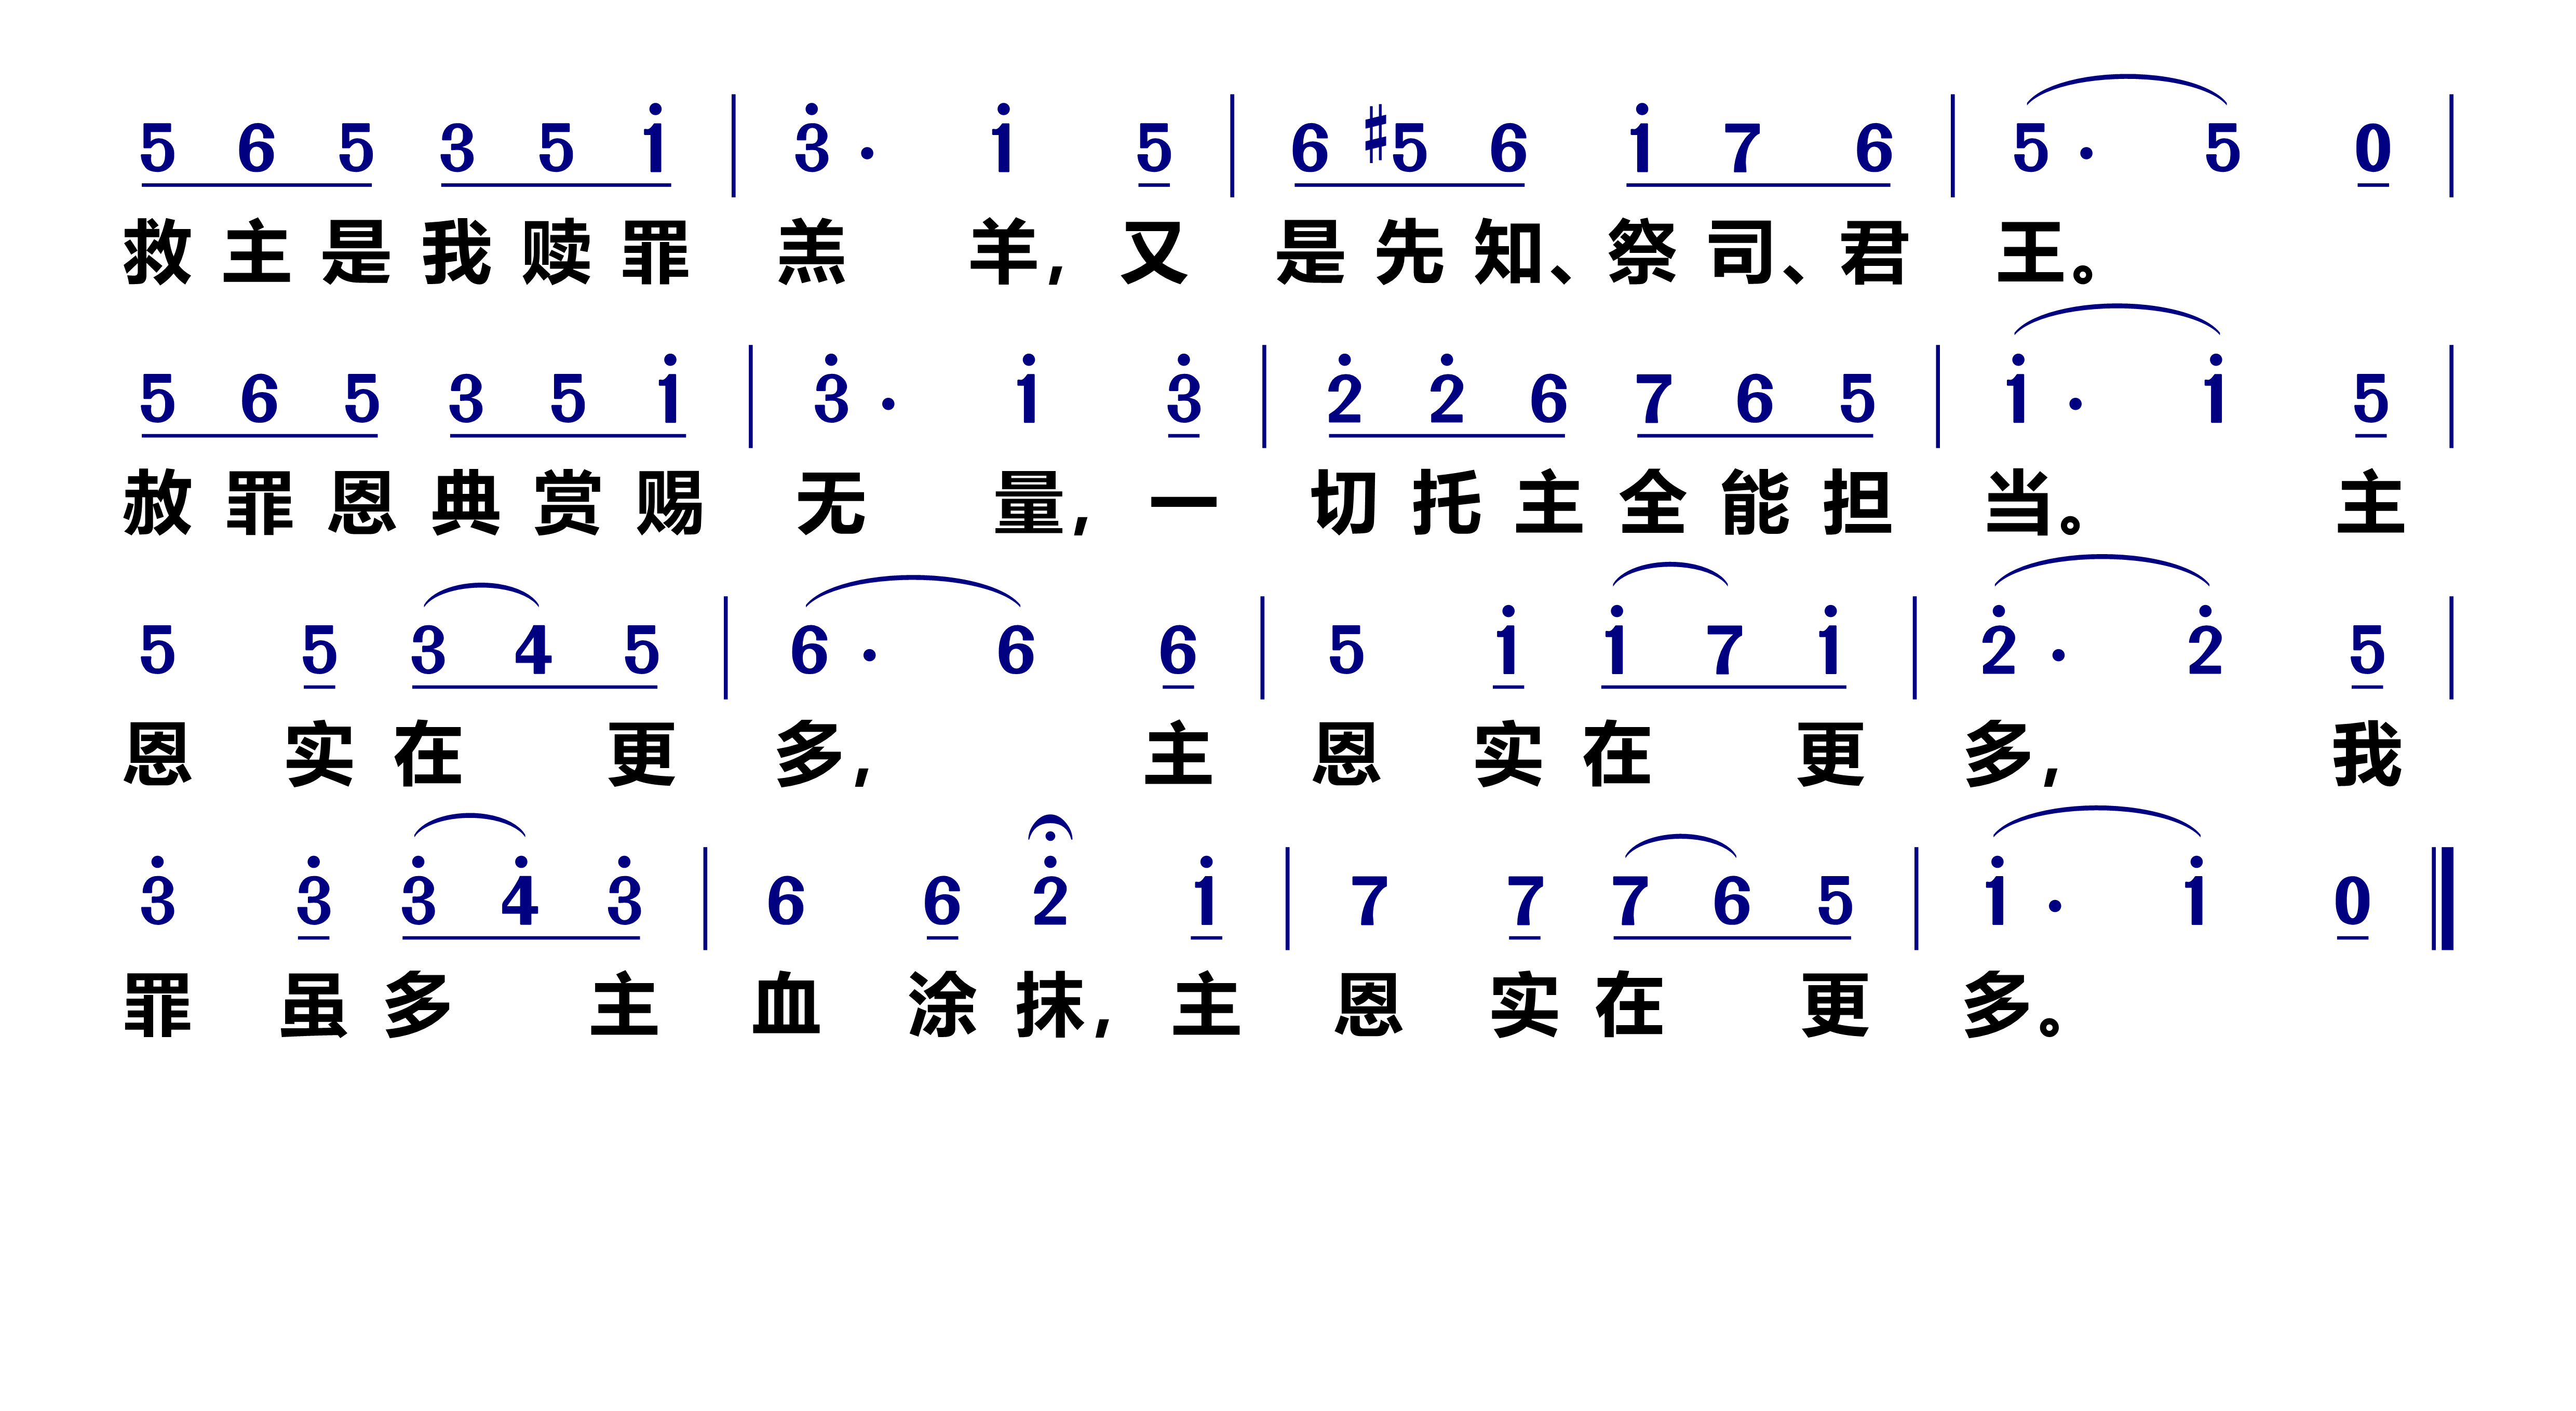 5 6 5 3 5 i | 3̇ · i 5 | 6 #5 6 i 7 6 | 5 · 5 0 |
救主是我赎罪羔羊,又是先知、祭司、君王。
5 6 5 3 5 i | 3̇ · i 3̇ | 2̇ 2̇ 6 7 6 5 | i · i 5 |
赦罪恩典赏赐无量,一切托主全能担当。主
5 5 3 4 5 | 6 · 6 6 | 5 i i 7 i | 2̇ · 2̇ 5 |
恩实在更多,主恩实在更多,我
3̇ 3̇ 3̇ 4̇ 3̇ | 6 6 2̇ i | 7 7 7 6 5 | i · i 0 ‖
罪虽多主血涂抹,主恩实在更多。